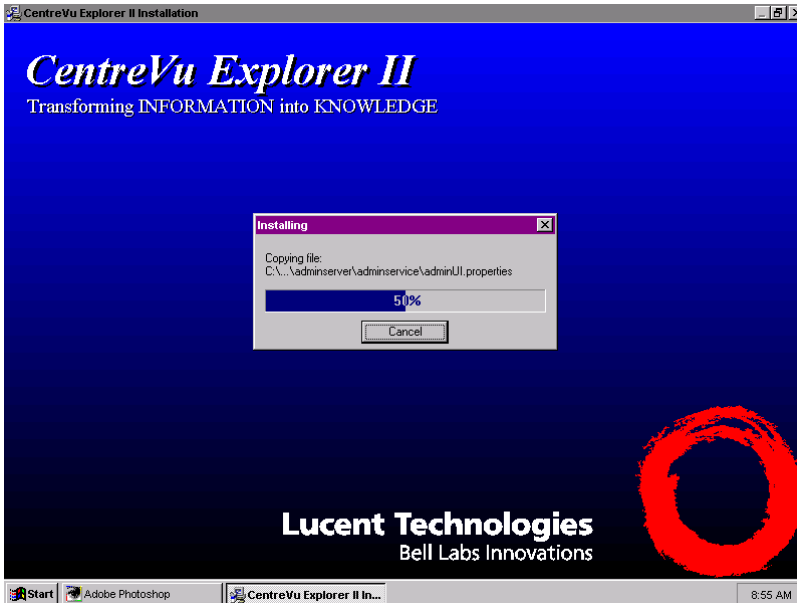 CentreVu Explorer II Installation
CentreVu Explorer II
Transforming INFORMATION into KNOWLEDGE
Installing
Copying file:
C:\...\adminserver\adminservice\adminUI.properties
50%
Cancel
Lucent Technologies
Bell Labs Innovations
Start
Adobe Photoshop
CentreVu Explorer II In...
8:55 AM